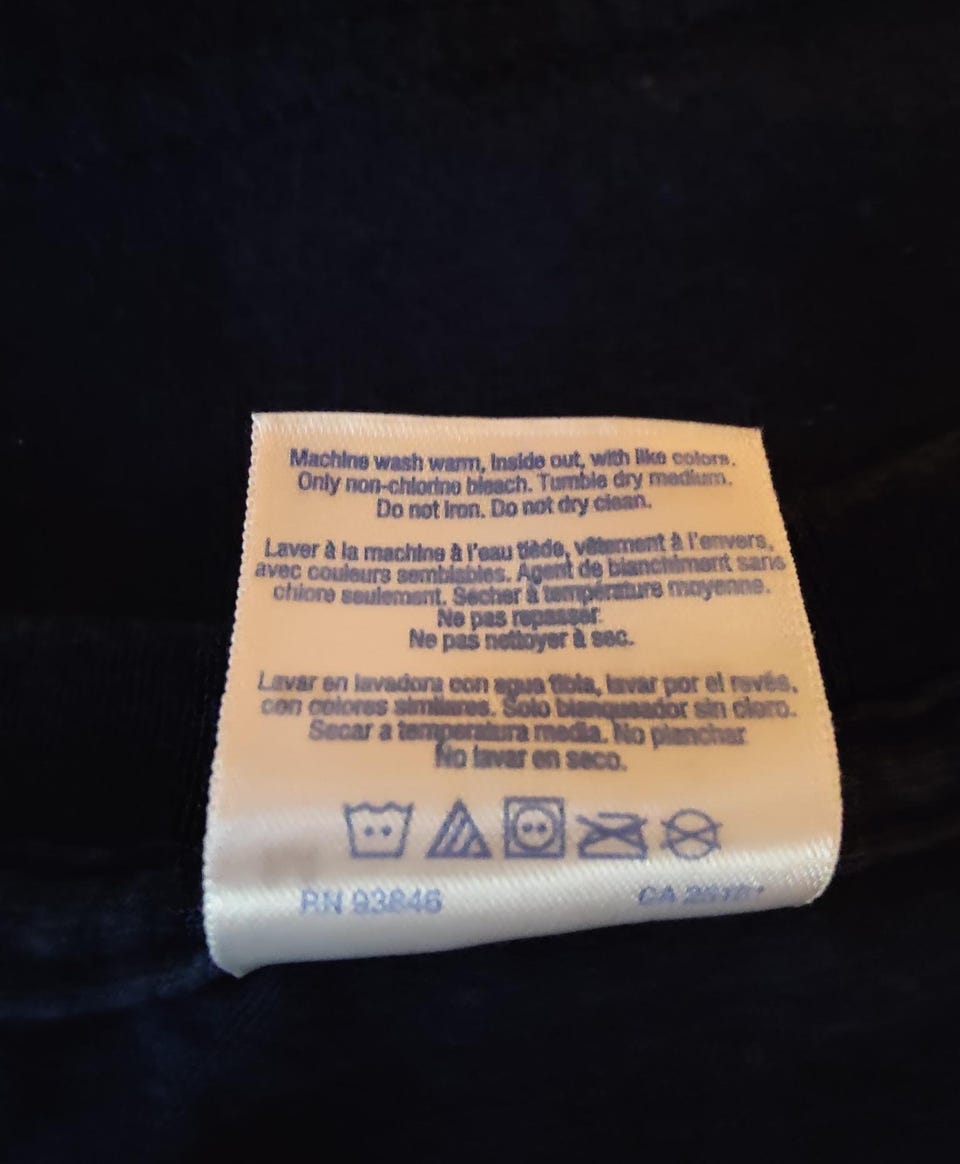 Machine wash warm, inside out, with like colors.
Only non-chlorine bleach. Tumble dry medium.
Do not iron. Do not dry clean.
Laver à la machine à l'eau tiède, vêtement à l'envers,
avec couleurs semblables. Agent de blanchiment sans
chlore seulement. Sécher à température moyenne.
Ne pas repasser.
Ne pas nettoyer à sec.
Lavar en lavadora con agua tibia, lavar por el revés,
con colores similares. Solo blanqueador sin cloro.
Secar a temperatura media. No planchar.
No lavar en seco.
RN 93846
CA